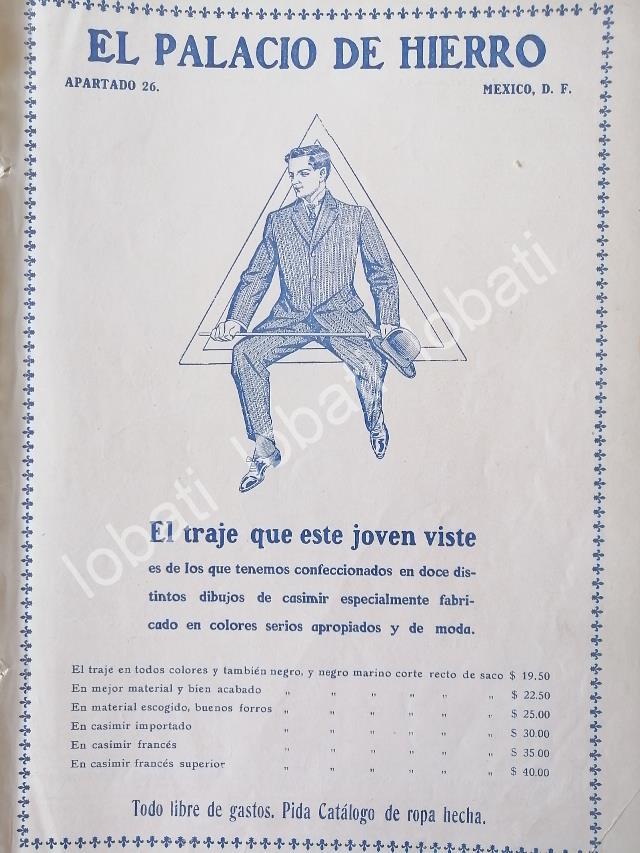 EL PALACIO DE HIERRO
APARTADO 26.
MEXICO, D. F.
El traje que este joven viste
es de los que tenemos confeccionados en doce dis-
tintos dibujos de casimir especialmente fabri-
cado en colores serios apropiados y de moda.
El traje en todos colores y también negro, y negro marino corte recto de saco $ 19.50
En mejor material y bien acabado " " " " " " $ 22.50
En material escogido, buenos forros " " " " " " $ 25.00
En casimir importado " " " " " " $ 30.00
En casimir francés " " " " " " $ 35 00
En casimir francés superior " " " " " " $ 40.00
Todo libre de gastos. Pida Catálogo de ropa hecha.
lobati lobati lobati